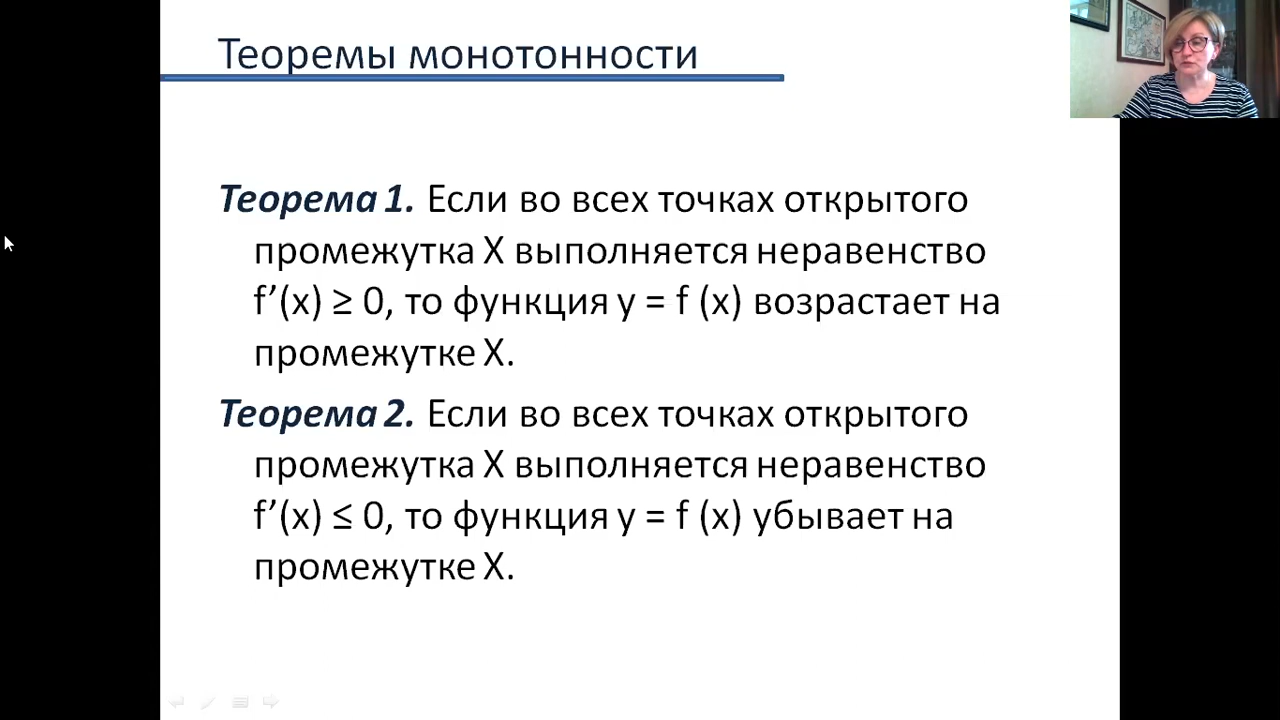 Теоремы монотонности
Теорема 1. Если во всех точках открытого
промежутка X выполняется неравенство
f’(x) ≥ 0, то функция y = f (x) возрастает на
промежутке X.
Теорема 2. Если во всех точках открытого
промежутка X выполняется неравенство
f’(x) ≤ 0, то функция y = f (x) убывает на
промежутке X.